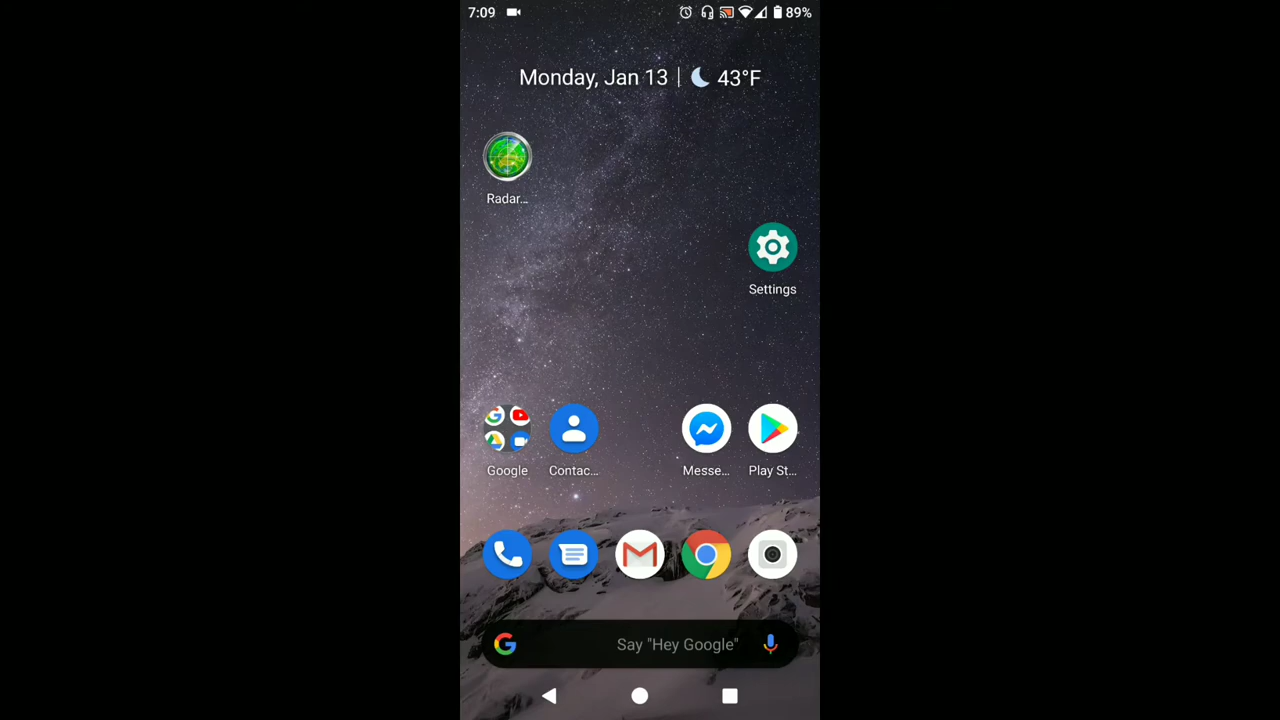 7:09 89%
Monday, Jan 13 | 43°F
Radar...
Settings
Google Contac... Messe... Play St...
Say "Hey Google"